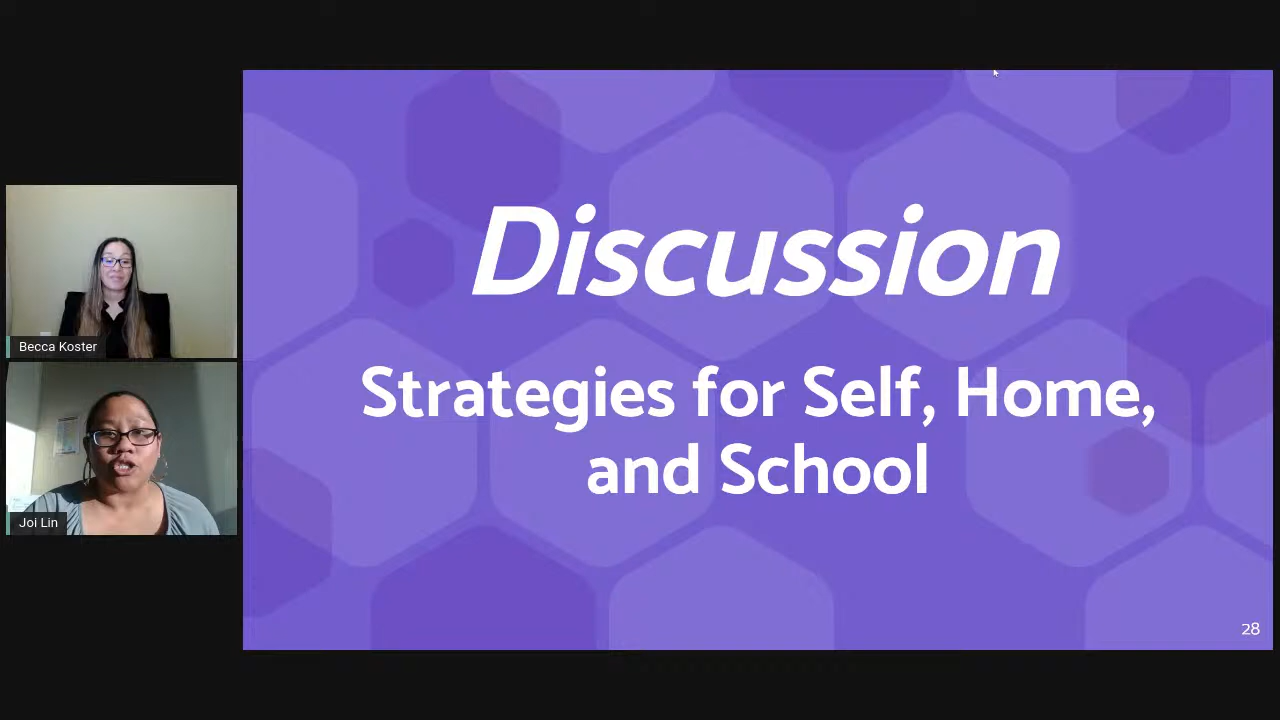 Discussion
Strategies for Self, Home,
and School
Becca Koster
Joi Lin
28